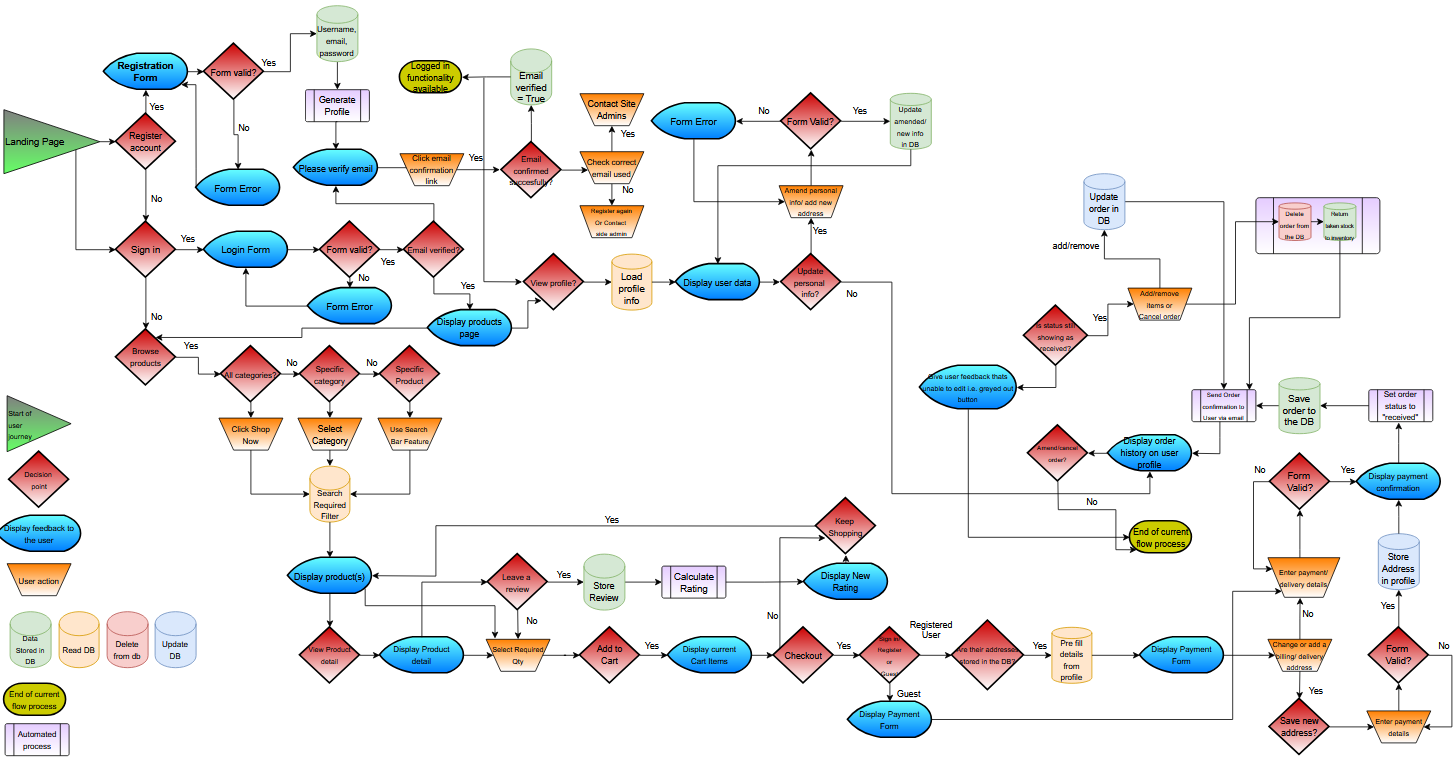 Username,
email,
password
Registration
Form
Form valid?
Yes
Logged in
functionality
available
Email
verified
= True
Generate
Profile
Contact Site
Admins
Form Error
No
Form Valid?
Yes
Update
amended/
new info
in DB
Yes
Landing Page
Register
account
No
Yes
Please verify email
Click email
confirmation
link
Yes
Email
confirmed
succesfully?
Check correct
email used
No
Form Error
Amend personal
info/ add new
address
Register again
Or Contact
side admin
Yes
No
Update
order in
DB
Delete
order from
the DB
Return
taken stock
to inventory
add/remove
Sign in
Yes
Login Form
Form valid?
Yes
Email verified?
No
Yes
Form Error
View profile?
Load
profile
info
Display user data
Update
personal
info?
No
Add/remove
items or
Cancel order
Yes
Is status still
showing as
received?
No
Display products
page
Browse
products
Yes
All categories?
No
Specific
category
No
Specific
Product
Give user feedback thats
unable to edit i.e. greyed out
button
Send Order
confirmation to
User via email
Save
order to
the DB
Set order
status to
"received"
Start of
user
journey
Click Shop
Now
Select
Category
Use Search
Bar Feature
Amend/cancel
order?
Display order
history on user
profile
Decision
point
Search
Required
Filter
No
No
Form
Valid?
Yes
Display payment
confirmation
Display feedback to
the user
Yes
Keep
Shopping
End of current
flow process
User action
Display product(s)
Leave a
review
Yes
Store
Review
Calculate
Rating
Display New
Rating
Enter payment/
delivery details
Store
Address
in profile
No
No
No
Yes
Data
Stored in
DB
Read DB
Delete
from db
Update
DB
View Product
detail
Display Product
detail
Select Required
Qty
Add to
Cart
Yes
Display current
Cart Items
Checkout
Yes
Sign in/
Register
or
Guest
Registered
User
Are their addresses
stored in the DB?
Yes
Pre fill
details
from
profile
Display Payment
Form
Change or add a
billing/ delivery
address
Form
Valid?
No
Guest
Yes
End of current
flow process
Display Payment
Form
Save new
address?
Enter payment
details
Automated
process